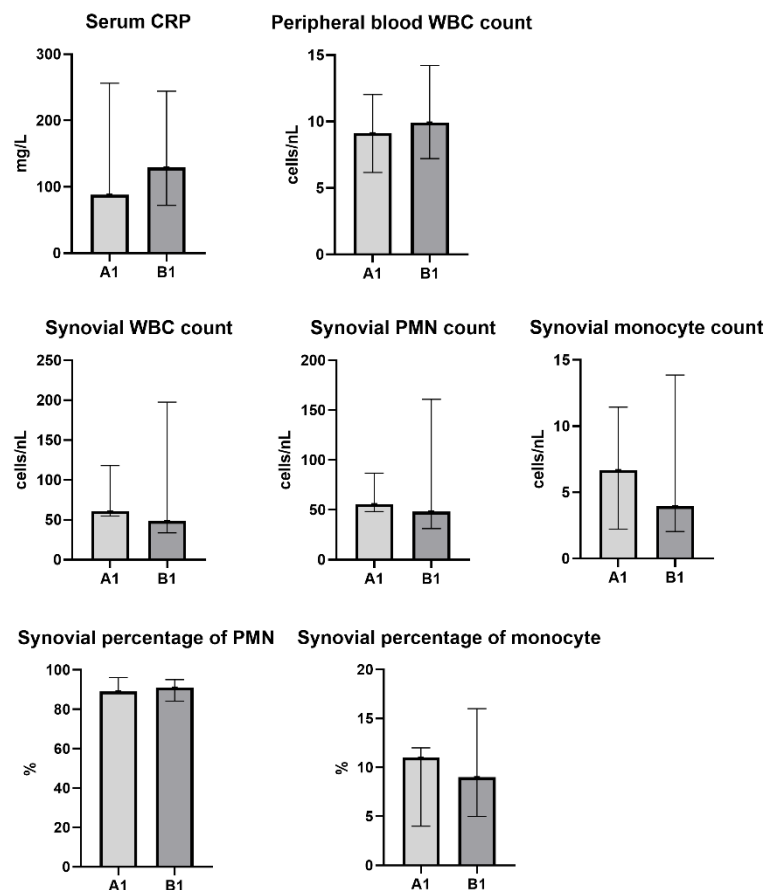 Serum CRP
300
200
100
0
mg/L
A1
B1
Peripheral blood WBC count
15
10
5
0
cells/nL
A1
B1
Synovial WBC count
250
200
150
100
50
0
cells/nL
A1
B1
Synovial PMN count
200
150
100
50
0
cells/nL
A1
B1
Synovial monocyte count
15
10
5
0
cells/nL
A1
B1
Synovial percentage of PMN
100
80
60
40
20
0
%
A1
B1
Synovial percentage of monocyte
20
15
10
5
0
%
A1
B1